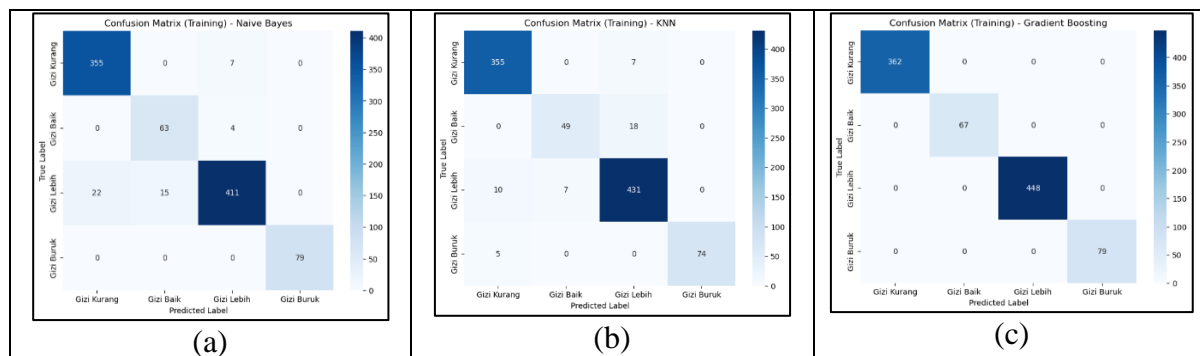 Confusion Matrix (Training) - Naive Bayes
True Label
Gizi Kurang
Gizi Baik
Gizi Lebih
Gizi Buruk
355 0 7 0
0 63 4 0
22 15 411 0
0 0 0 79
Gizi Kurang Gizi Baik Gizi Lebih Gizi Buruk
Predicted Label
400
350
300
250
200
150
100
50
0
(a)
Confusion Matrix (Training) - KNN
True Label
Gizi Kurang
Gizi Baik
Gizi Lebih
Gizi Buruk
355 0 7 0
0 49 18 0
10 7 431 0
5 0 0 74
Gizi Kurang Gizi Baik Gizi Lebih Gizi Buruk
Predicted Label
400
350
300
250
200
150
100
50
0
(b)
Confusion Matrix (Training) - Gradient Boosting
True Label
Gizi Kurang
Gizi Baik
Gizi Lebih
Gizi Buruk
362 0 0 0
0 67 0 0
0 0 448 0
0 0 0 79
Gizi Kurang Gizi Baik Gizi Lebih Gizi Buruk
Predicted Label
400
350
300
250
200
150
100
50
0
(c)